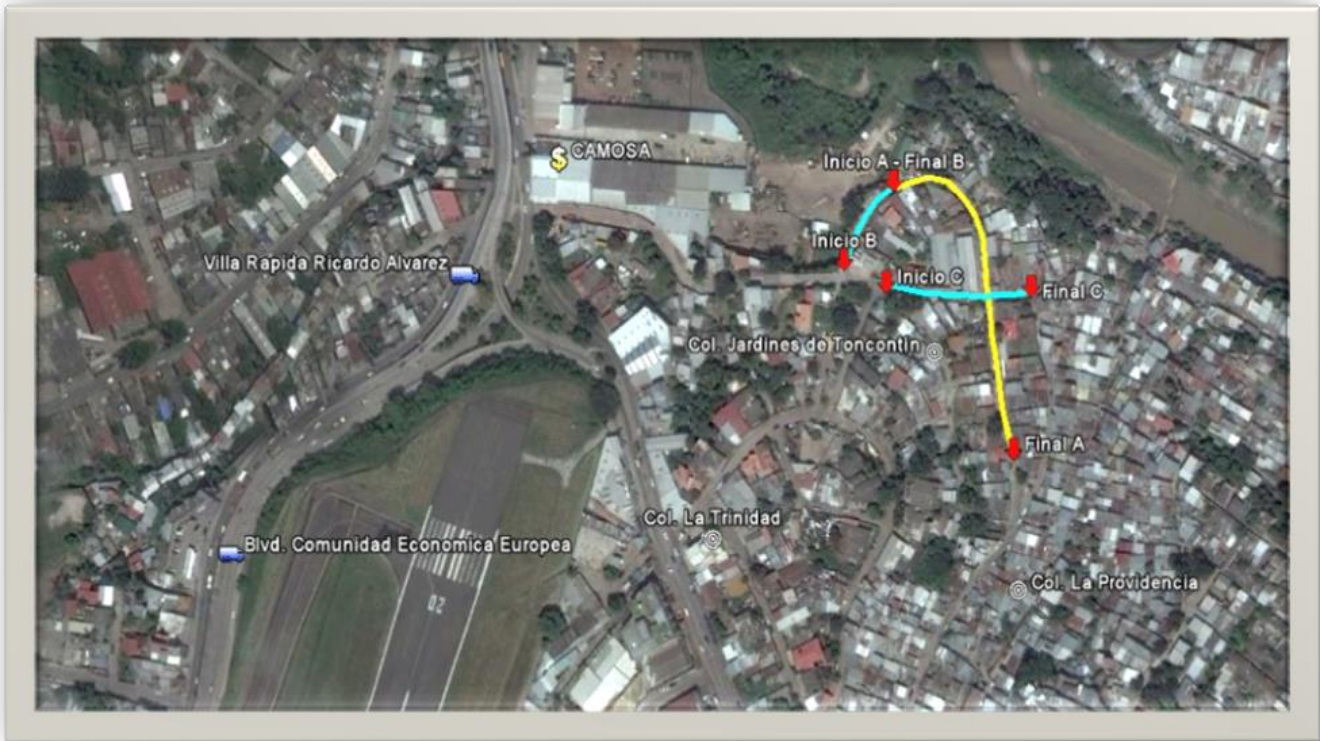 CAMOSA
Inicio A - Final B
Inicio B
Villa Rapida Ricardo Alvarez
Inicio C
Final C
Col. Jardines de Toncontin
Final A
Col. La Trinidad
Blvd. Comunidad Economica Europea
Col. La Providencia
02